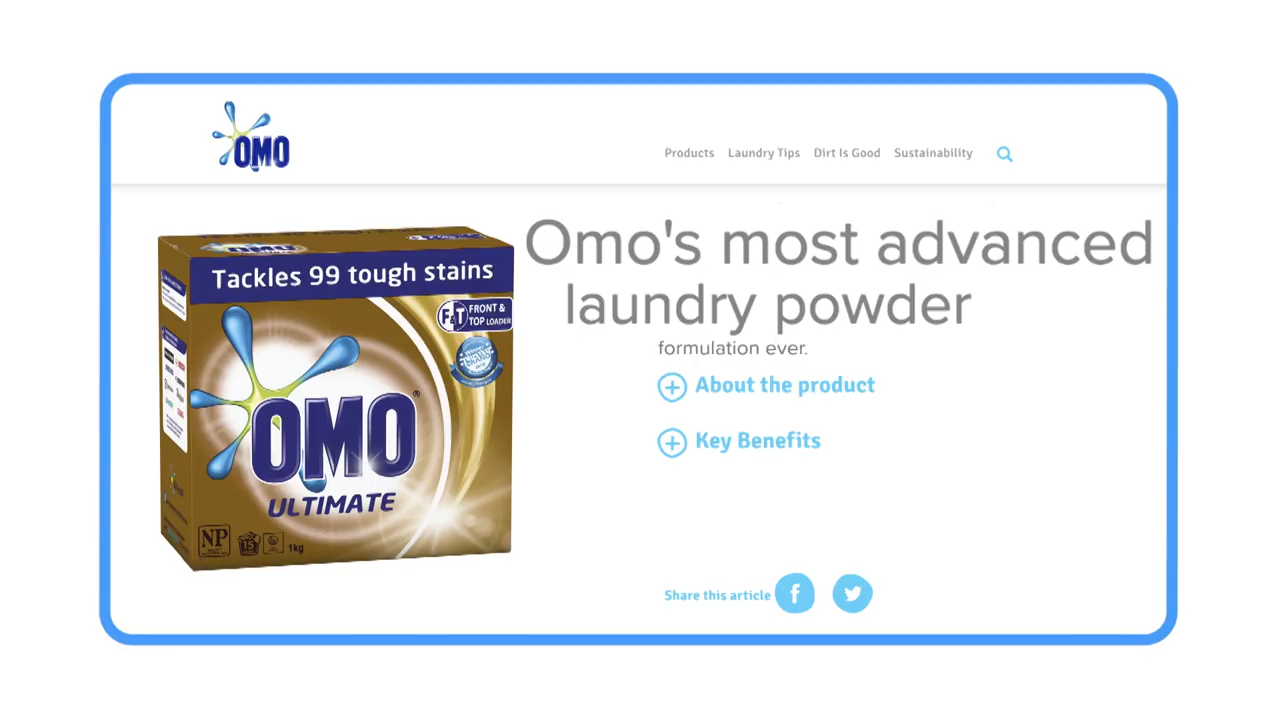 OMO
Products Laundry Tips Dirt Is Good Sustainability
Omo's most advanced
laundry powder
formulation ever.
About the product
Key Benefits
Share this article
Tackles 99 tough stains
F&T FRONT &
TOP LOADER
OMO
ULTIMATE
NP
15
1kg